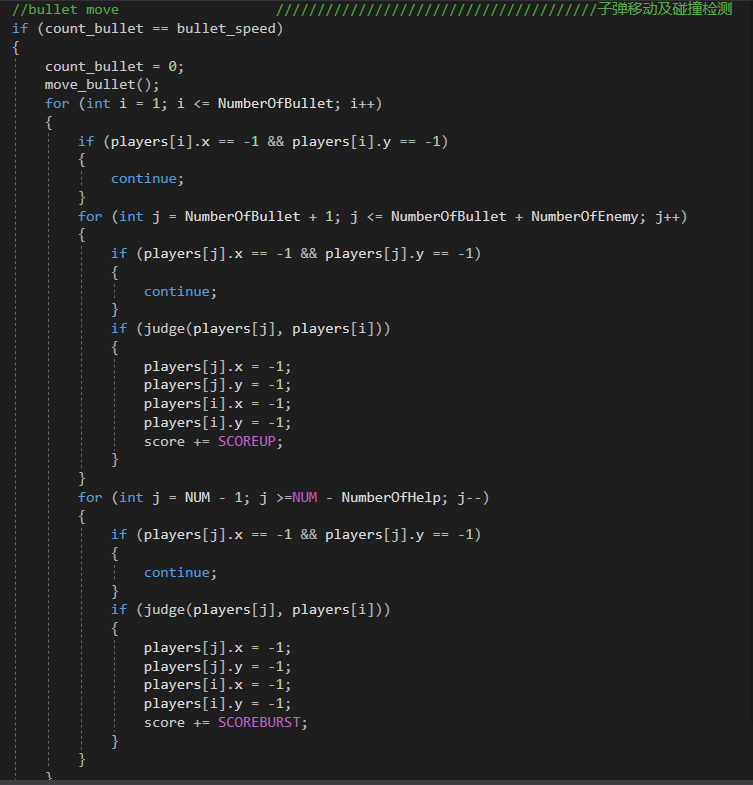 //bullet move                   ///////////////////////////////////////子弹移动及碰撞检测
if (count_bullet == bullet_speed)
{
    count_bullet = 0;
    move_bullet();
    for (int i = 1; i <= NumberOfBullet; i++)
    {
        if (players[i].x == -1 && players[i].y == -1)
        {
            continue;
        }
        for (int j = NumberOfBullet + 1; j <= NumberOfBullet + NumberOfEnemy; j++)
        {
            if (players[j].x == -1 && players[j].y == -1)
            {
                continue;
            }
            if (judge(players[j], players[i]))
            {
                players[j].x = -1;
                players[j].y = -1;
                players[i].x = -1;
                players[i].y = -1;
                score += SCOREUP;
            }
        }
        for (int j = NUM - 1; j >=NUM - NumberOfHelp; j--)
        {
            if (players[j].x == -1 && players[j].y == -1)
            {
                continue;
            }
            if (judge(players[j], players[i]))
            {
                players[j].x = -1;
                players[j].y = -1;
                players[i].x = -1;
                players[i].y = -1;
                score += SCOREBURST;
            }
        }
    }